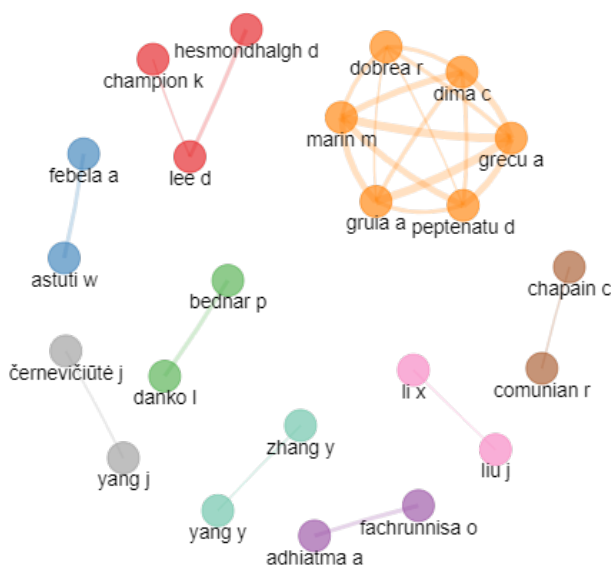 hesmondhalgh d
champion k
lee d
dobrea r
dima c
marin m
grecu a
gruia a
peptenatu d
febela a
astuti w
bednar p
danko l
chapain c
comunian r
černevičiūtė j
yang j
li x
liu j
zhang y
yang y
fachrunnisa o
adhiatma a